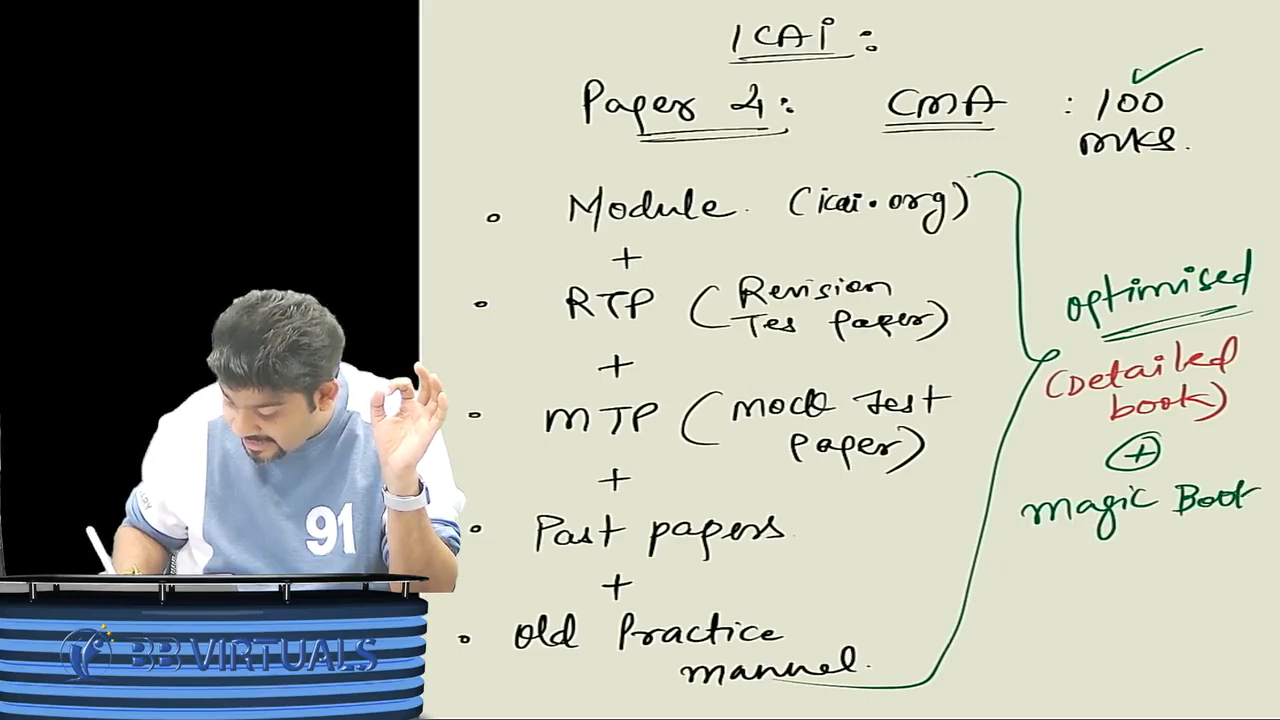 ICAI :
Paper 4 : CMA : 100
mks.
• Module. (icai.org)
+
• RTP (Revision
Tes paper)
+
• MTP (Mock Test
paper)
+
• Past papers
+
• Old Practice
manuel.
optimised
(Detailed
book)
+
Magic Book
91
BB VIRTUALS